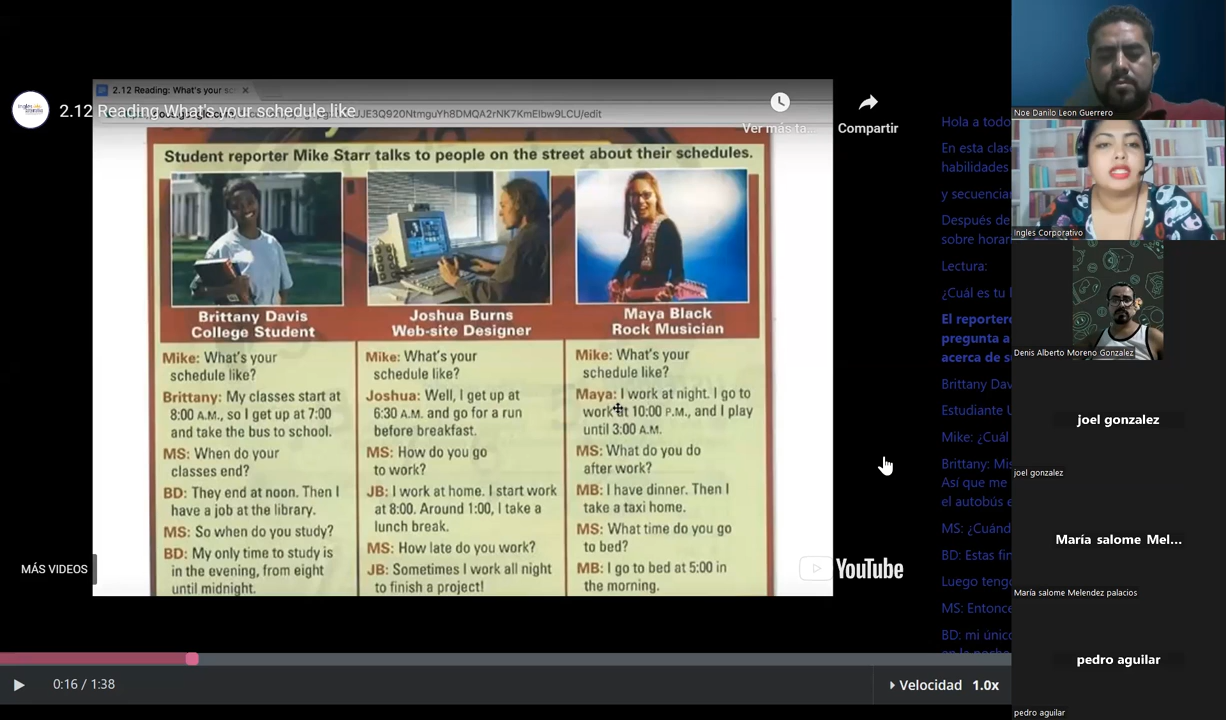 2.12 Reading: What's your sc
2.12 Reading What's your schedule like
JJE3Q920NtmguYh8DMQA2rNK7KmElbw9LC/edit
Ver más ta...
Compartir
Student reporter Mike Starr talks to people on the street about their schedules.
Brittany Davis
College Student
Mike: What's your
schedule like?
Brittany: My classes start at
8:00 A.M., so I get up at 7:00
and take the bus to school.
MS: When do your
classes end?
BD: They end at noon. Then I
have a job at the library.
MS: So when do you study?
BD: My only time to study is
in the evening, from eight
until midnight.
Joshua Burns
Web-site Designer
Mike: What's your
schedule like?
Joshua: Well, I get up at
6:30 A.M. and go for a run
before breakfast.
MS: How do you go
to work?
JB: I work at home. I start work
at 8:00. Around 1:00, I take a
lunch break.
MS: How late do you work?
JB: Sometimes I work all night
to finish a project!
Maya Black
Rock Musician
Mike: What's your
schedule like?
Maya: I work at night. I go to
work at 10:00 P.M., and I play
until 3:00 A.M.
MS: What do you do
after work?
MB: I have dinner. Then I
take a taxi home.
MS: What time do you go
to bed?
MB: I go to bed at 5:00 in
the morning.
MÁS VIDEOS
YouTube
0:16 / 1:38
Velocidad 1.0x
Hola a todo
En esta clas
habilidades
y secuencia
Después de
sobre horar
Lectura:
¿Cuál es tu
El reporter
pregunta a
acerca de s
Brittany Dav
Estudiante U
Mike: ¿Cuál
Brittany: Mis
Así que me
el autobús e
MS: ¿Cuánd
BD: Estas fin
Luego teng
MS: Entonce
BD: mi únic
Noe Danilo Leon Guerrero
Ingles Corporativo
Denis Alberto Moreno Gonzalez
joel gonzalez
joel gonzalez
María salome Mel...
María salome Melendez palacios
pedro aguilar
pedro aguilar